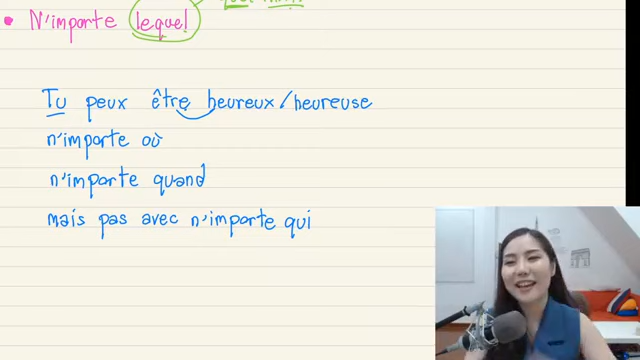 • N'importe lequel
Tu peux être heureux/heureuse
n'importe où
n'importe quand
mais pas avec n'importe qui